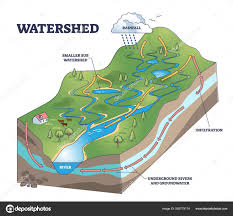 WATERSHED
RAINFALL
SMALLER SUB
WATERSHED
INFILTRATION
RIVER
UNDERGROUND RIVERS
AND GROUNDWATER
depositphotos